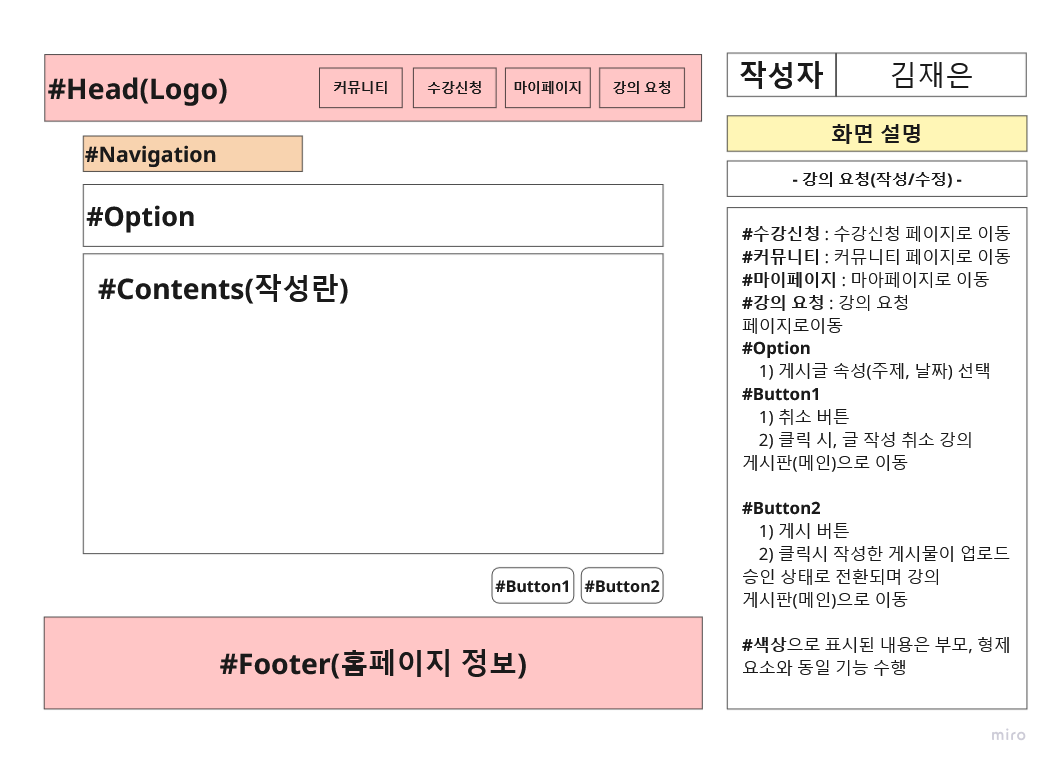 #Head(Logo)
커뮤니티
수강신청
마이페이지
강의 요청
#Navigation
#Option
#Contents(작성란)
#Button1
#Button2
#Footer(홈페이지 정보)
작성자
김재은
화면 설명
- 강의 요청(작성/수정) -
#수강신청 : 수강신청 페이지로 이동
#커뮤니티 : 커뮤니티 페이지로 이동
#마이페이지 : 마아페이지로 이동
#강의 요청 : 강의 요청
페이지로이동
#Option
1) 게시글 속성(주제, 날짜) 선택
#Button1
1) 취소 버튼
2) 클릭 시, 글 작성 취소 강의
게시판(메인)으로 이동
#Button2
1) 게시 버튼
2) 클릭시 작성한 게시물이 업로드
승인 상태로 전환되며 강의
게시판(메인)으로 이동
#색상으로 표시된 내용은 부모, 형제
요소와 동일 기능 수행
miro